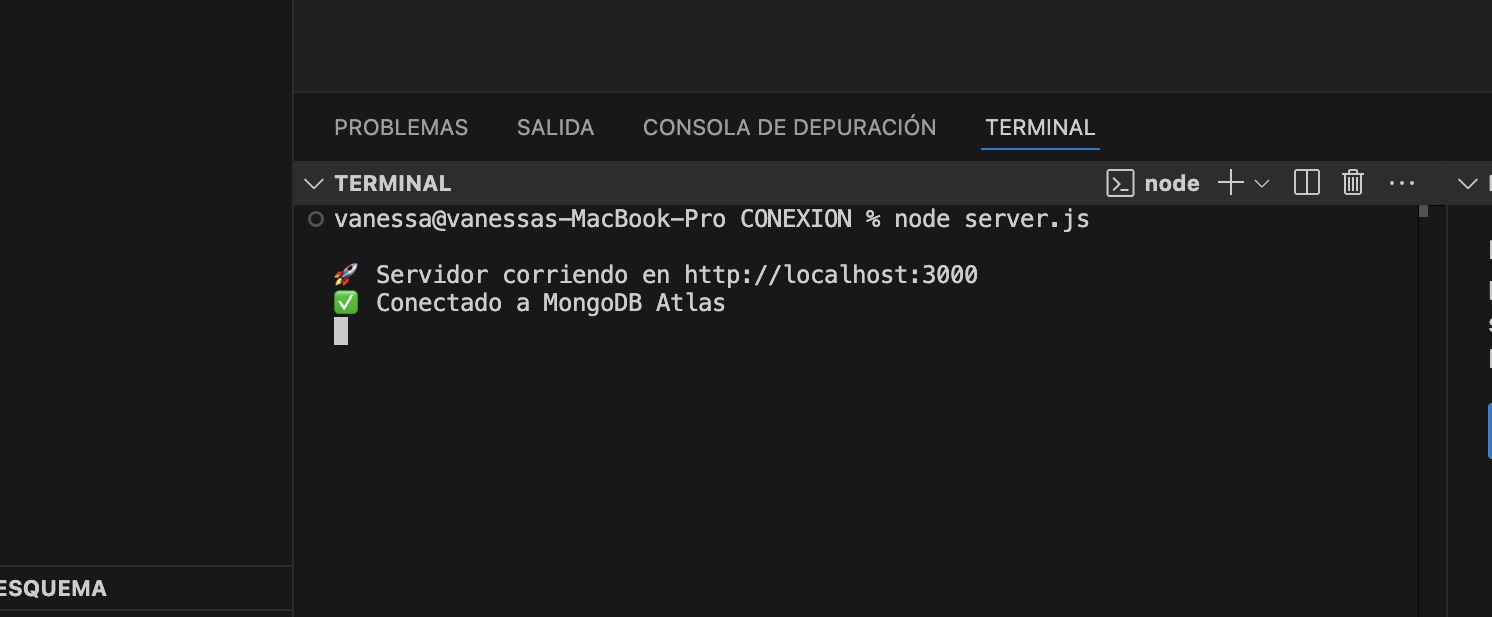 PROBLEMAS SALIDA CONSOLA DE DEPURACIÓN TERMINAL
TERMINAL node
vanessa@vanessas-MacBook-Pro CONEXION % node server.js
🚀 Servidor corriendo en http://localhost:3000
✅ Conectado a MongoDB Atlas
ESQUEMA